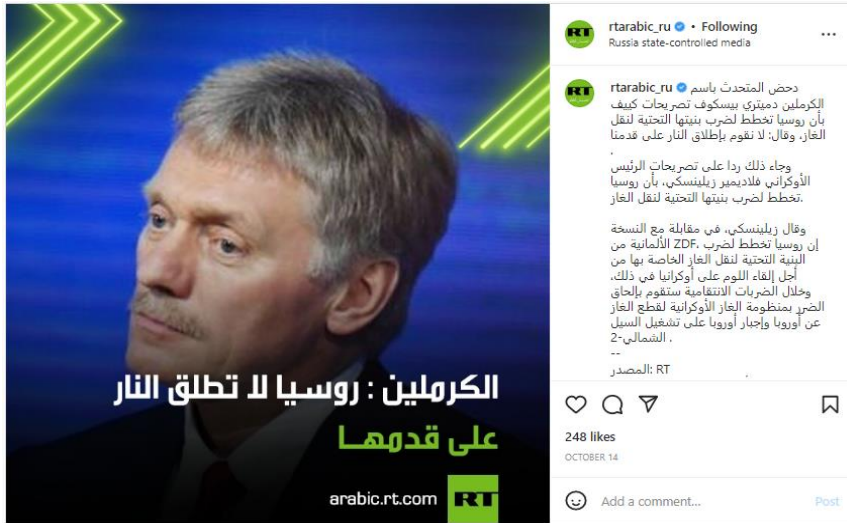 الكرملين : روسيا لا تطلق النار
على قدمهـا
arabic.rt.com RT
RT
rtarabic_ru • Following
Russia state-controlled media
RT
rtarabic_ru دحض المتحدث باسم
الكرملين دميتري بيسكوف تصريحات كييف
بأن روسيا تخطط لضرب بنيتها التحتية لنقل
الغاز، وقال: لا نقوم بإطلاق النار على قدمنا
.
وجاء ذلك ردا على تصريحات الرئيس
الأوكراني فلاديمير زيلينسكي، بأن روسيا
تخطط لضرب بنيتها التحتية لنقل الغاز.
وقال زيلينسكي، في مقابلة مع النسخة
الألمانية من ZDF، إن روسيا تخطط لضرب
البنية التحتية لنقل الغاز الخاصة بها من
أجل إلقاء اللوم على أوكرانيا في ذلك،
وخلال الضربات الانتقامية ستقوم بإلحاق
الضرر بمنظومة الغاز الأوكرانية لقطع الغاز
عن أوروبا وإجبار أوروبا على تشغيل السيل
الشمالي-2 .
--
المصدر: RT
248 likes
OCTOBER 14
Add a comment...
Post